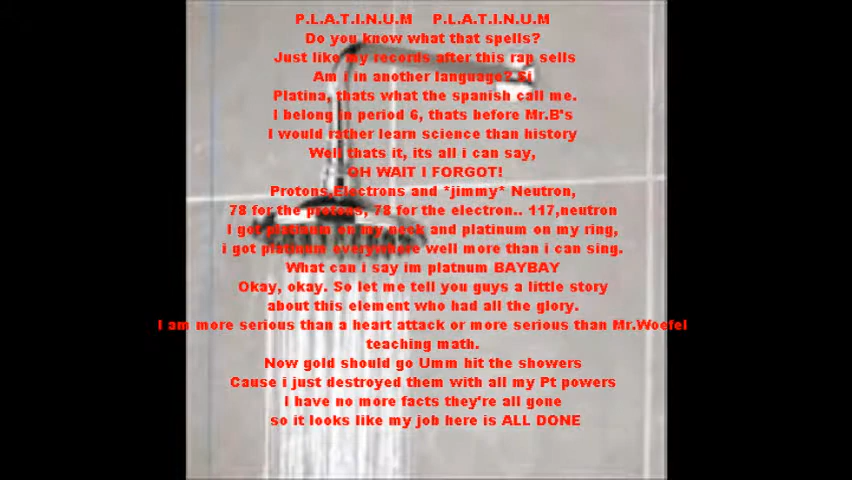 P.L.A.T.I.N.U.M    P.L.A.T.I.N.U.M
Do you know what that spells?
Just like my records after this rap sells
Am i in another language? Si
Platina, thats what the spanish call me.
I belong in period 6, thats before Mr.B's
I would rather learn science than history
Well thats it, its all i can say,
OH WAIT I FORGOT!
Protons,Electrons and *jimmy* Neutron,
78 for the protons, 78 for the electron.. 117,neutron
I got platinum on my neck and platinum on my ring,
i got platinum everywhere well more than i can sing.
What can i say im platnum BAYBAY
Okay, okay. So let me tell you guys a little story
about this element who had all the glory.
I am more serious than a heart attack or more serious than Mr.Woefel
teaching math.
Now gold should go Umm hit the showers
Cause i just destroyed them with all my Pt powers
I have no more facts they're all gone
so it looks like my job here is ALL DONE